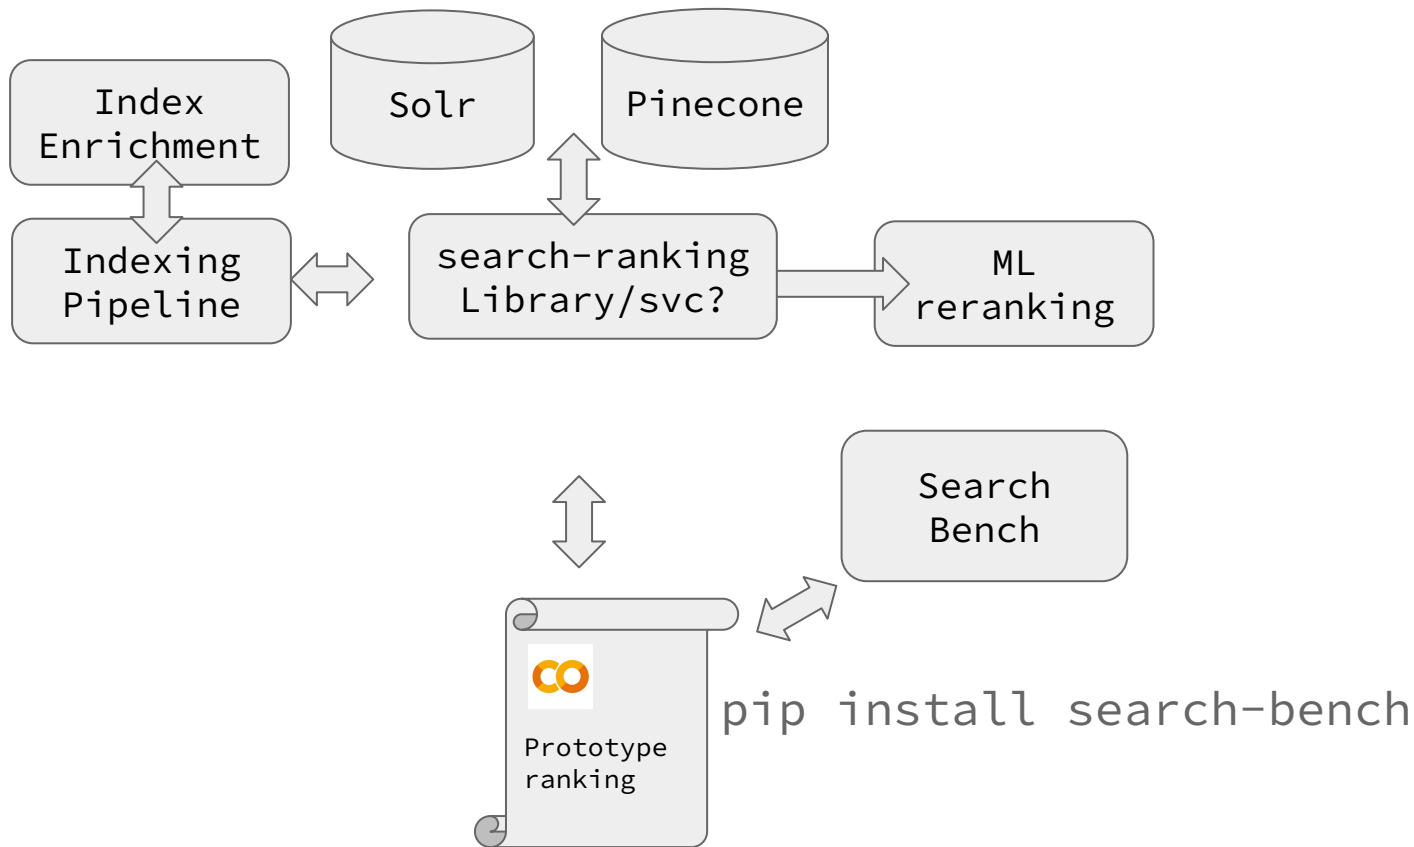 Index
Enrichment
Solr
Pinecone
Indexing
Pipeline
search-ranking
Library/svc?
ML
reranking
Search
Bench
CO
Prototype
ranking
pip install search-bench